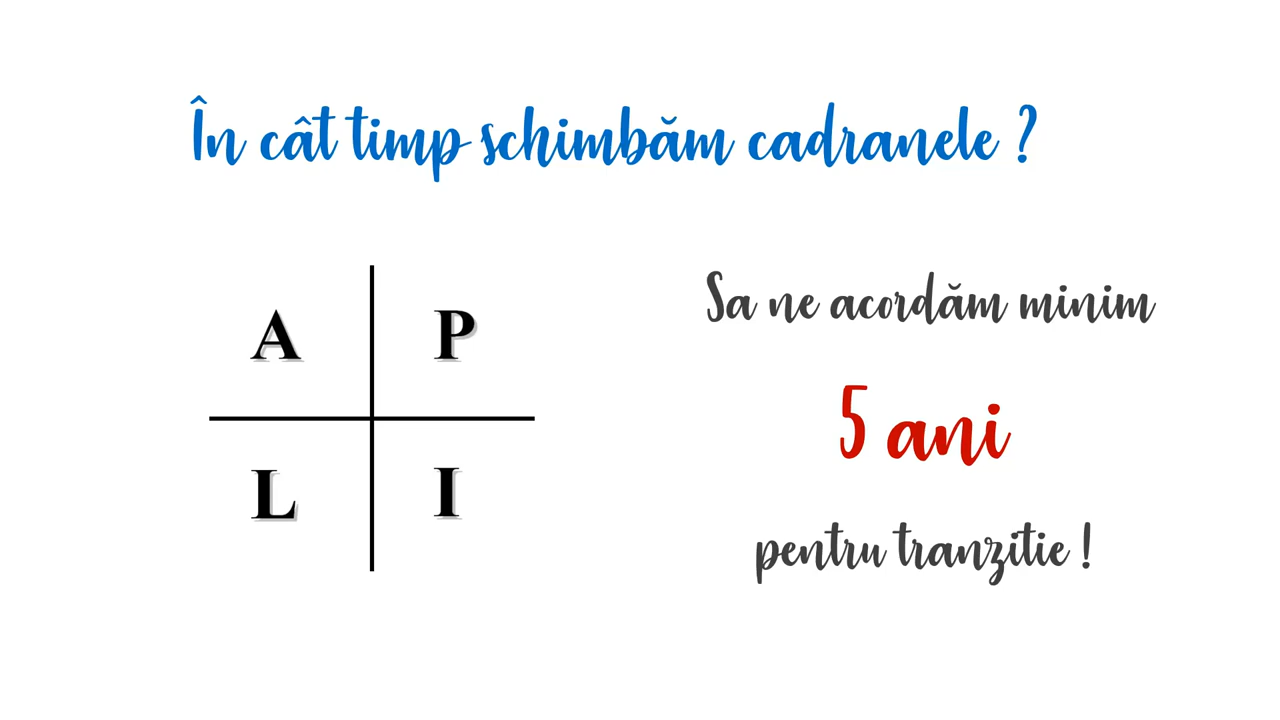 În cât timp schimbăm cadranele ?
A P
L I
Sa ne acordăm minim
5 ani
pentru tranzitie !